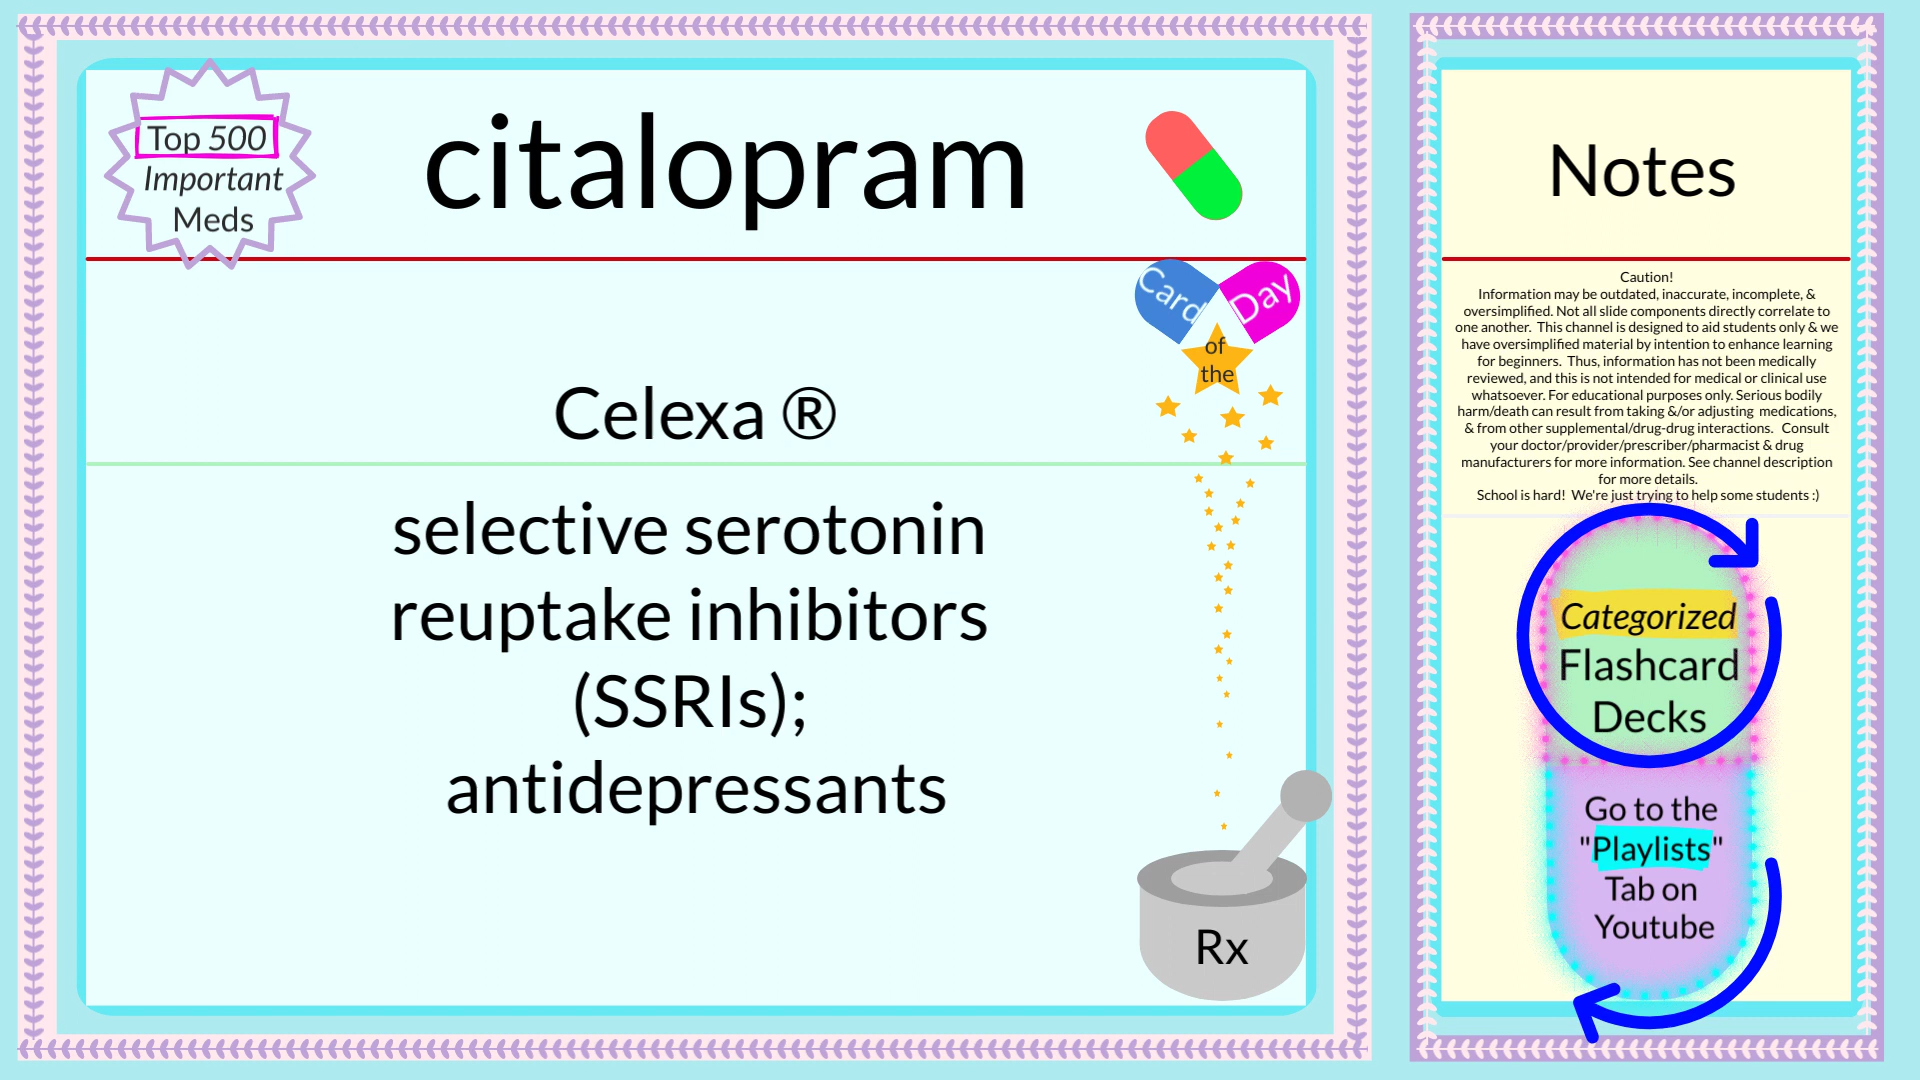 Top 500
Important
Meds
citalopram
Card
Day
of
the
Celexa ®
selective serotonin
reuptake inhibitors
(SSRIs);
antidepressants
Rx
Notes
Caution!
Information may be outdated, inaccurate, incomplete, &
oversimplified. Not all slide components directly correlate to
one another. This channel is designed to aid students only & we
have oversimplified material by intention to enhance learning
for beginners. Thus, information has not been medically
reviewed, and this is not intended for medical or clinical use
whatsoever. For educational purposes only. Serious bodily
harm/death can result from taking &/or adjusting medications,
& from other supplemental/drug-drug interactions. Consult
your doctor/provider/prescriber/pharmacist & drug
manufacturers for more information. See channel description
for more details.
School is hard! We're just trying to help some students :)
Categorized
Flashcard
Decks
Go to the
"Playlists"
Tab on
Youtube